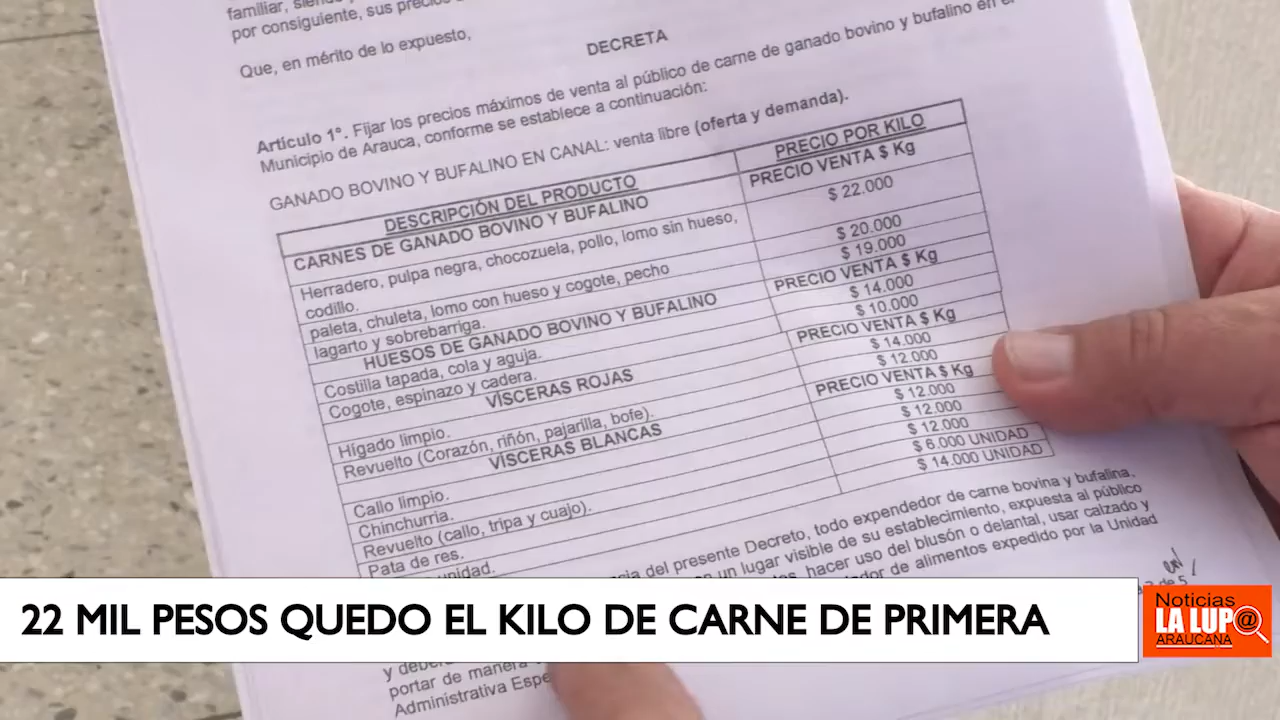 familiar,
por consiguiente, sus precios
Que, en mérito de lo expuesto,
DECRETA
Artículo 1°. Fijar los precios máximos de venta al público de carne de ganado bovino y bufalino en el
Municipio de Arauca, conforme se establece a continuación:
GANADO BOVINO Y BUFALINO EN CANAL: venta libre (oferta y demanda).
DESCRIPCIÓN DEL PRODUCTO PRECIO POR KILO
CARNES DE GANADO BOVINO Y BUFALINO PRECIO VENTA $ Kg
Herradero, pulpa negra, chocozuela, pollo, lomo sin hueso, $ 22.000
codillo.
paleta, chuleta, lomo con hueso y cogote, pecho $ 20.000
lagarto y sobrebarriga. $ 19.000
HUESOS DE GANADO BOVINO Y BUFALINO PRECIO VENTA $ Kg
Costilla tapada, cola y aguja. $ 14.000
Cogote, espinazo y cadera. $ 10.000
VÍSCERAS ROJAS PRECIO VENTA $ Kg
Hígado limpio. $ 14.000
Revuelto (Corazón, riñón, pajarilla, bofe). $ 12.000
VÍSCERAS BLANCAS PRECIO VENTA $ Kg
Callo limpio. $ 12.000
Chinchurria. $ 12.000
Revuelto (callo, tripa y cuajo). $ 12.000
Pata de res. $ 6.000 UNIDAD
unidad. $ 14.000 UNIDAD
del presente Decreto, todo expendedor de carne bovina y bufalina,
un lugar visible de su establecimiento, expuesta al público
hacer uso del blusón o delantal, usar calzado y
de alimentos expedido por la Unidad
de 5
22 MIL PESOS QUEDO EL KILO DE CARNE DE PRIMERA
Noticias
LA LUP@
ARAUCANA
portar de manera
Administrativa